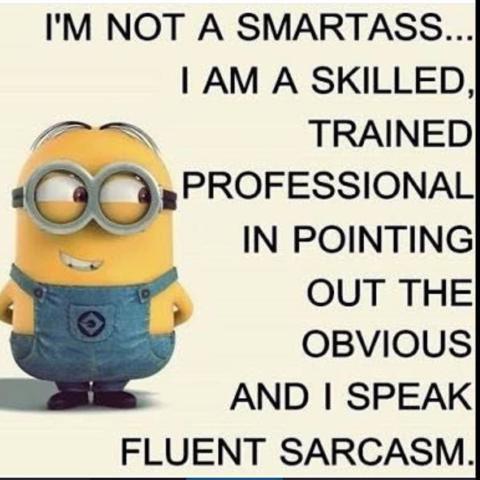 I'M NOT A SMARTASS...
I AM A SKILLED,
TRAINED
PROFESSIONAL
IN POINTING
OUT THE
OBVIOUS
AND I SPEAK
FLUENT SARCASM.